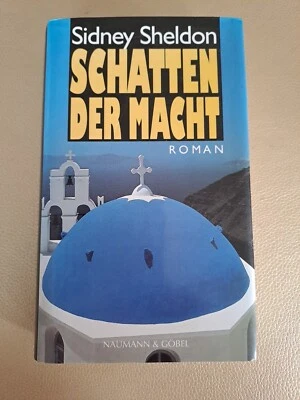 Sidney Sheldon
SCHATTEN
DER MACHT
ROMAN
NAUMANN & GÖBEL